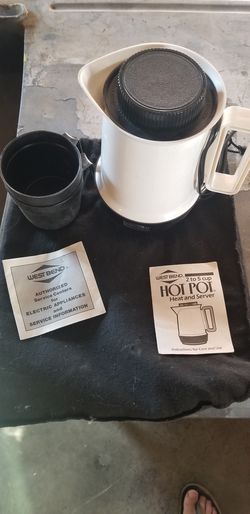 WEST BEND
AUTHORIZED
Service Centers
for
ELECTRIC APPLIANCES
and
SERVICE INFORMATION
WEST BEND
2 to 5 cup
HOT POT
Heat and Server
Instructions for Care and Use